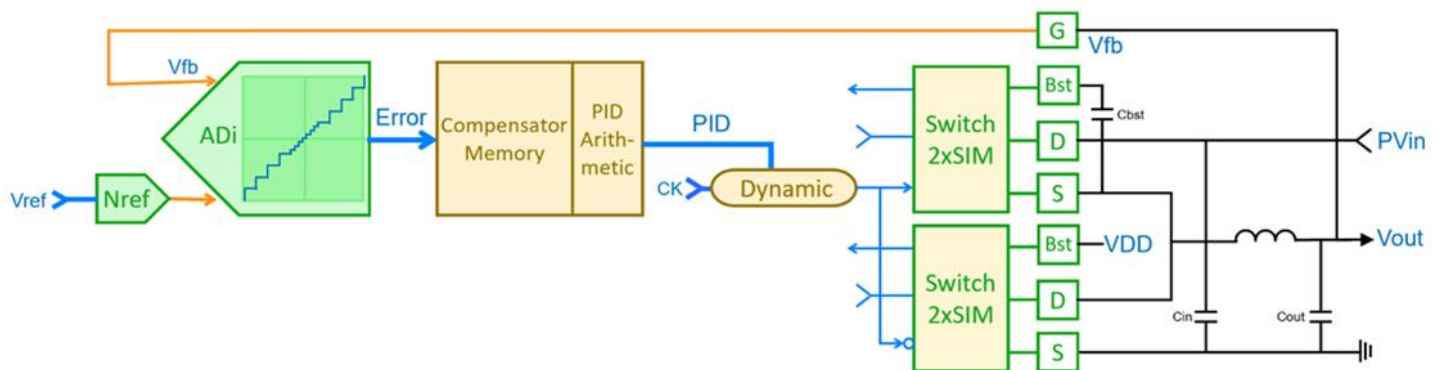 G
Vfb
Vfb
ADi
Error
Compensator
Memory
PID
Arith-
metic
PID
CK
Dynamic
Vref
Nref
Switch
2xSIM
Bst
Cbst
D
PVin
S
Switch
2xSIM
Bst
VDD
Vout
D
Cin
Cout
S